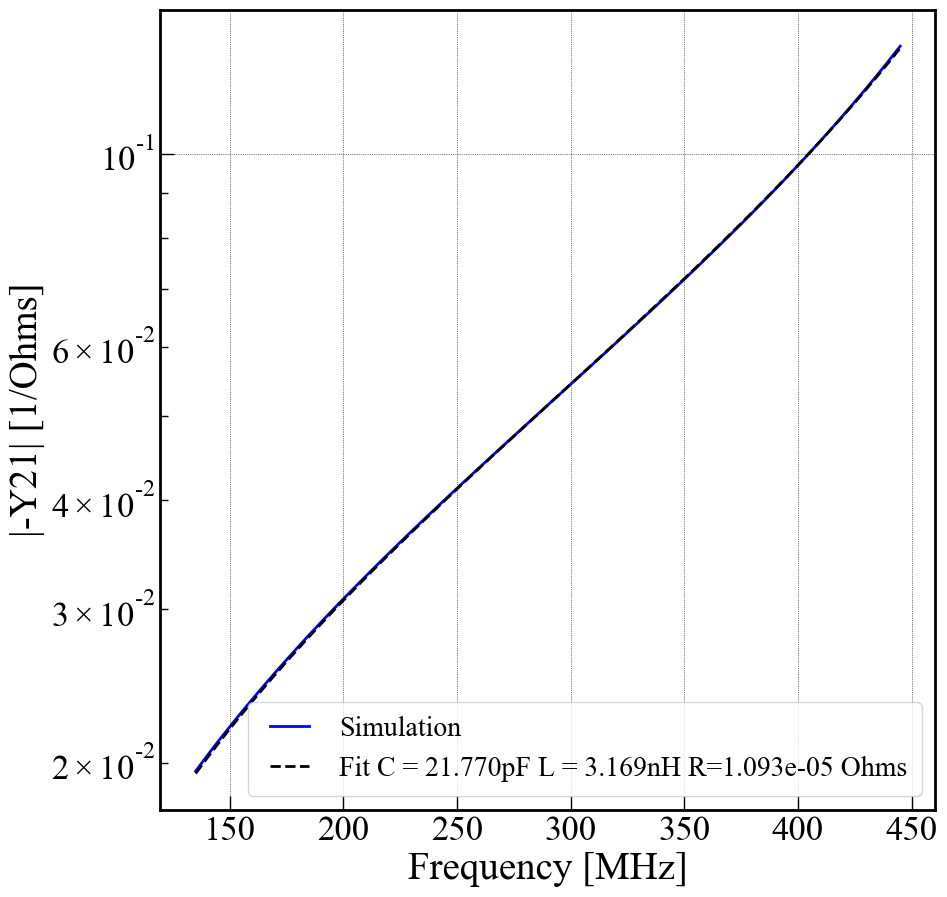 |-Y21| [1/Ohms]
10^-1
6 × 10^-2
4 × 10^-2
3 × 10^-2
2 × 10^-2
Simulation
Fit C = 21.770pF L = 3.169nH R=1.093e-05 Ohms
150 200 250 300 350 400 450
Frequency [MHz]